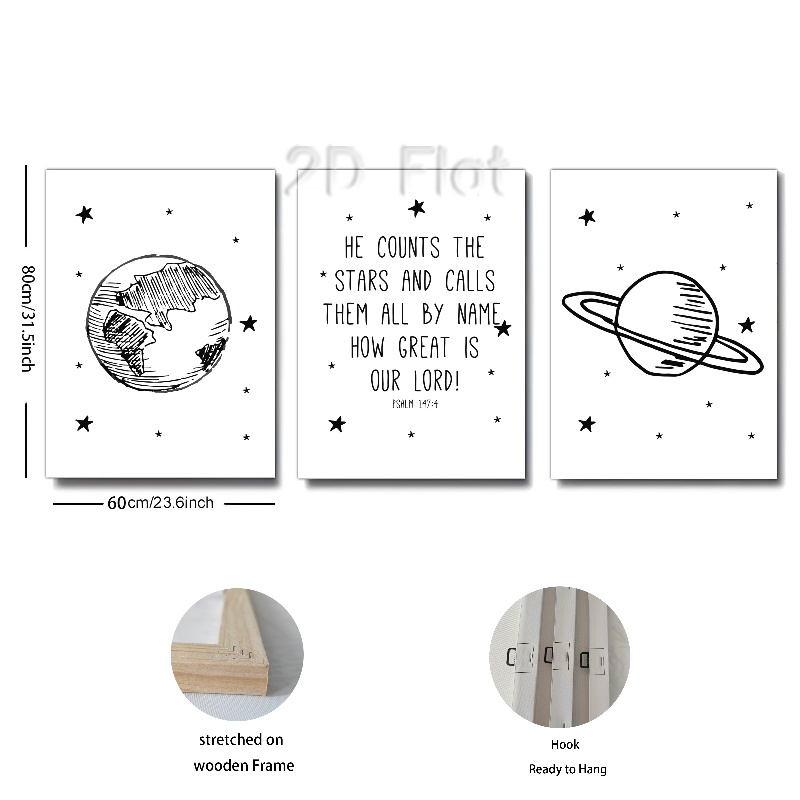 2D Flat
HE COUNTS THE
STARS AND CALLS
THEM ALL BY NAME
HOW GREAT IS
OUR LORD!
PSALM 147:4
80cm/31.5inch
60cm/23.6inch
stretched on
wooden Frame
Hook
Ready to Hang